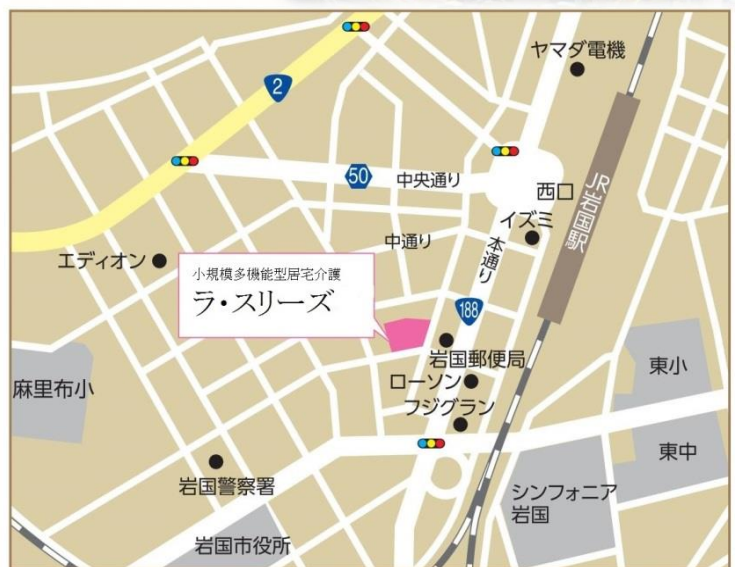 ヤマダ電機
2
50
中央通り
西口
JR岩国駅
イズミ
中通り
本通り
エディオン
小規模多機能型居宅介護
ラ・スリーズ
188
岩国郵便局
ローソン
フジグラン
麻里布小
東小
東中
岩国警察署
シンフォニア
岩国
岩国市役所